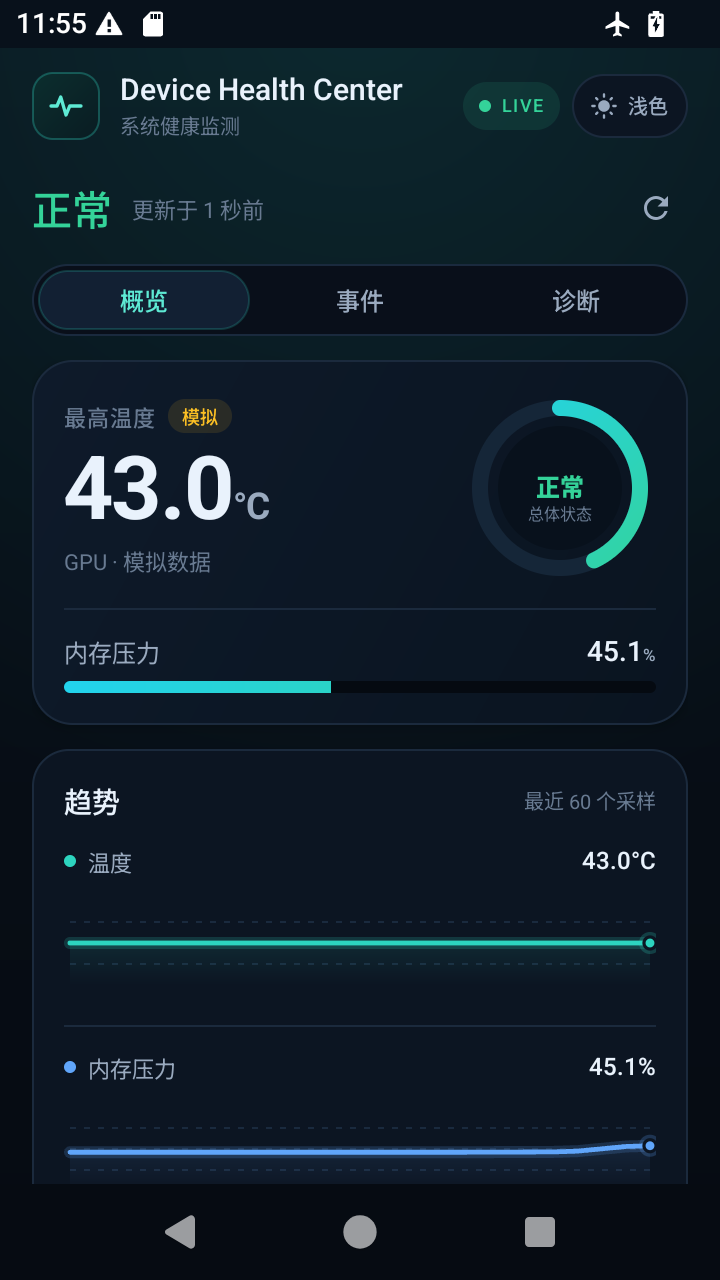 11:55
Device Health Center
系统健康监测
LIVE
浅色
正常
更新于 1 秒前
概览
事件
诊断
最高温度
模拟
43.0°C
GPU · 模拟数据
正常
总体状态
内存压力
45.1%
趋势
最近 60 个采样
温度
43.0°C
内存压力
45.1%